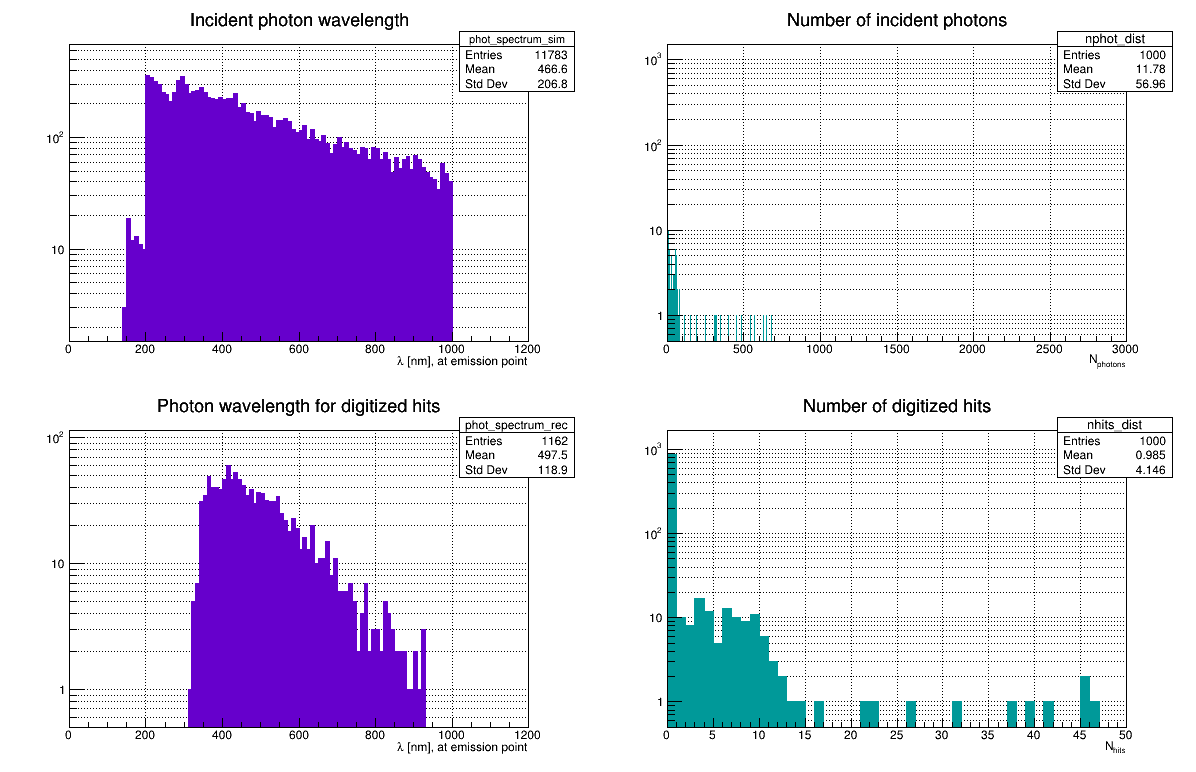 Incident photon wavelength
phot_spectrum_sim
Entries 11783
Mean 466.6
Std Dev 206.8
10²
10
0 200 400 600 800 1000 1200
λ [nm], at emission point
Number of incident photons
nphot_dist
Entries 1000
Mean 11.78
Std Dev 56.96
10³
10²
10
1
0 500 1000 1500 2000 2500 3000
Nphotons
Photon wavelength for digitized hits
phot_spectrum_rec
Entries 1162
Mean 497.5
Std Dev 118.9
10²
10
1
0 200 400 600 800 1000 1200
λ [nm], at emission point
Number of digitized hits
nhits_dist
Entries 1000
Mean 0.985
Std Dev 4.146
10³
10²
10
1
0 5 10 15 20 25 30 35 40 45 50
Nhits